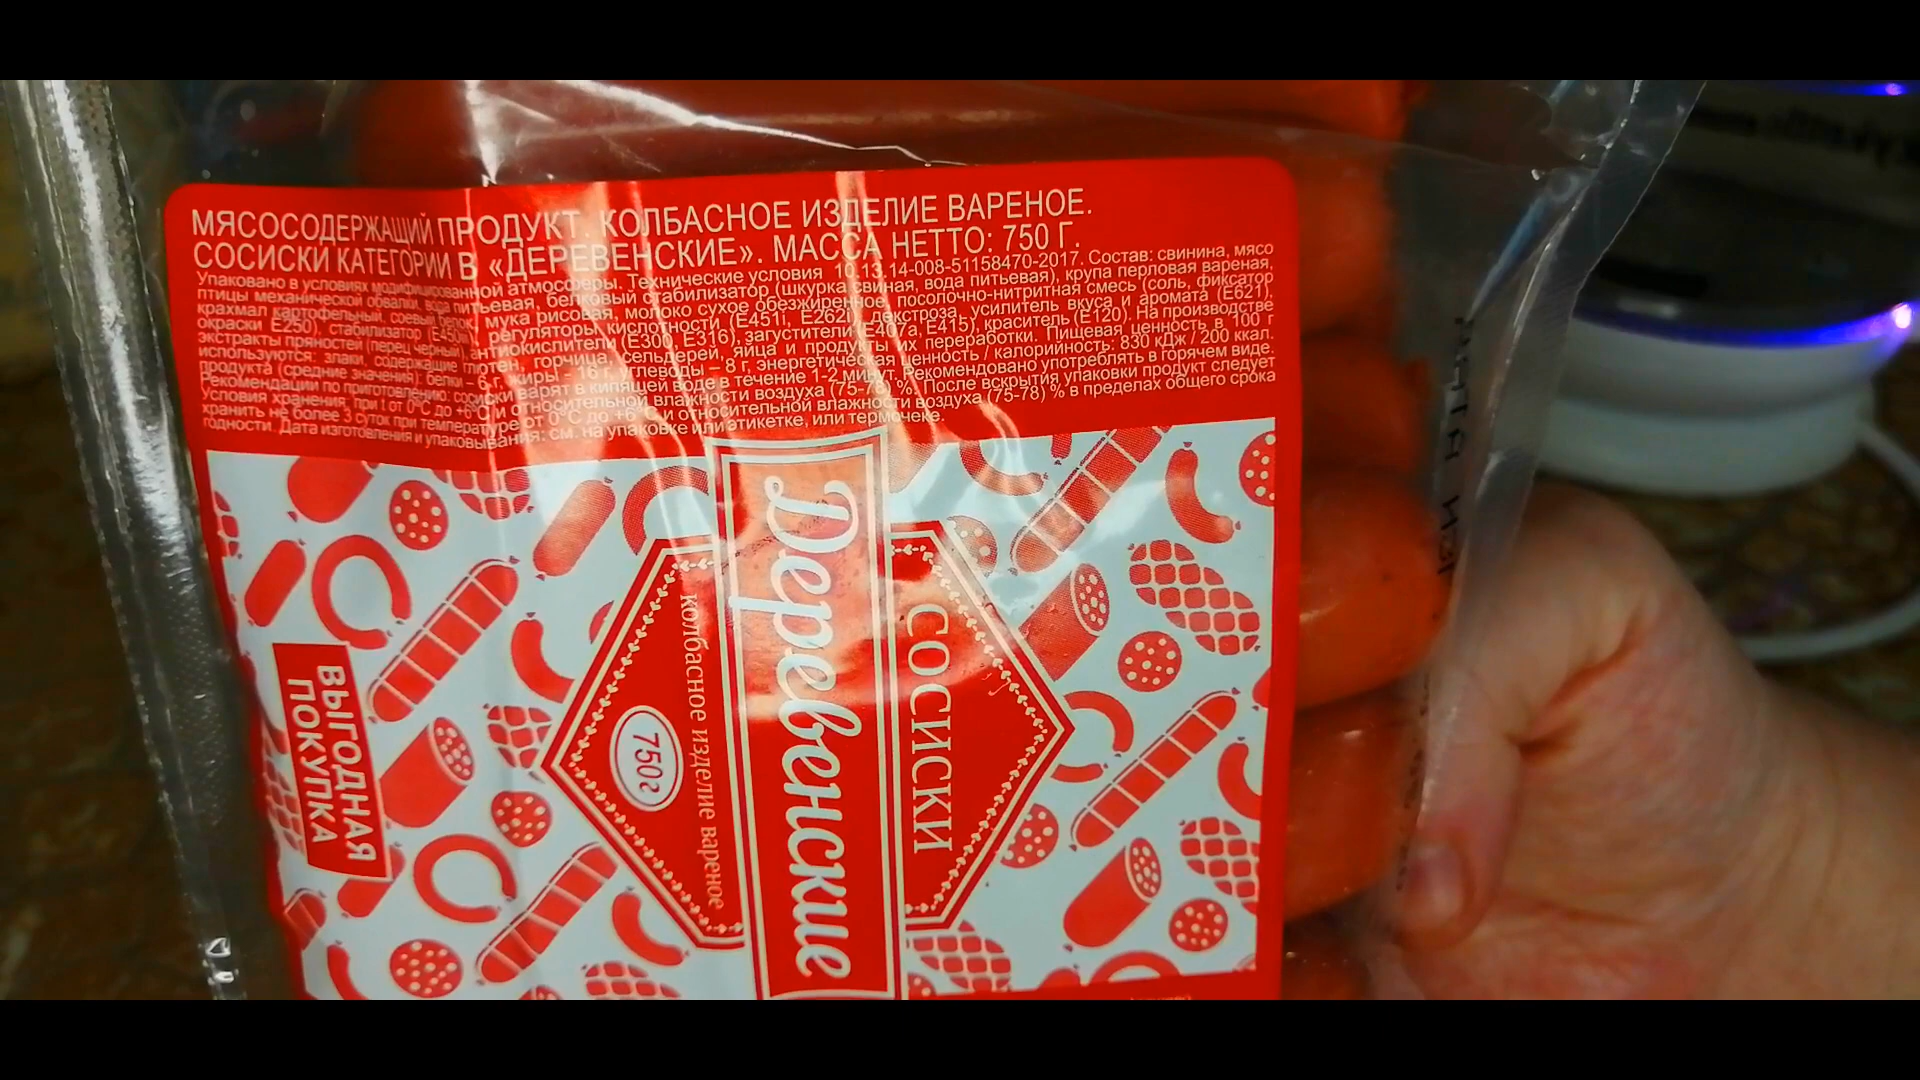 МЯСОСОДЕРЖАЩИЙ ПРОДУКТ. КОЛБАСНОЕ ИЗДЕЛИЕ ВАРЕНОЕ.
СОСИСКИ КАТЕГОРИИ В «ДЕРЕВЕНСКИЕ». МАССА НЕТТО: 750 Г.
Упаковано в условиях модифицированной атмосферы. Технические условия 10.13.14-008-51158470-2017. Состав: свинина, мясо
птицы механической обвалки, вода питьевая, белковый стабилизатор (шкурка свиная, вода питьевая), крупа перловая вареная,
крахмал картофельный, соевый белок, мука рисовая, молоко сухое обезжиренное, посолочно-нитритная смесь (соль, фиксатор
окраски Е250), стабилизатор (Е450), регуляторы кислотности (Е451i, Е262i), декстроза, усилитель вкуса и аромата (Е621),
экстракты пряностей (перец черный), антиокислители (Е300, Е316), загустители (Е407а, Е415), краситель (Е120). На производстве
используются: злаки, содержащие глютен, горчица, сельдерей, яйца и продукты их переработки. Пищевая ценность в 100 г
продукта (средние значения): белки – 6 г, жиры – 16 г, углеводы – 8 г, энергетическая ценность / калорийность: 830 кДж / 200 ккал.
Рекомендации по приготовлению: сосиски варят в кипящей воде в течение 1-2 минут. Рекомендовано употреблять в горячем виде.
Условия хранения: при t от 0°С до +6°С и относительной влажности воздуха (75-78) %. После вскрытия упаковки продукт следует
хранить не более 3 суток при температуре от 0°С до +6°С и относительной влажности воздуха (75-78) % в пределах общего срока
годности. Дата изготовления и упаковывания: см. на упаковке или этикетке, или термочеке.
СОСИСКИ
Деревенские
колбасное изделие вареное
750г
ВЫГОДНАЯ
ПОКУПКА